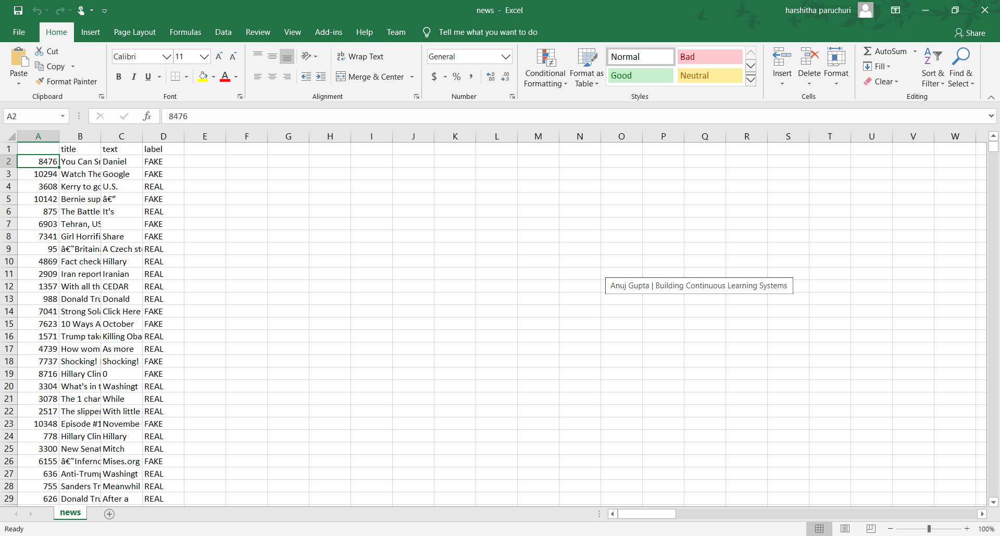 news - Excel
harshitha paruchuri
File Home Insert Page Layout Formulas Data Review View Add-ins Help Team Tell me what you want to do
Share
Paste
Cut
Copy
Format Painter
Clipboard
Calibri 11
B I U
Font
Wrap Text
Merge & Center
Alignment
General
$ % ,
Number
Conditional Formatting
Format as Table
Normal Bad
Good Neutral
Styles
Insert Delete Format
Cells
AutoSum
Fill
Clear
Sort & Filter
Find & Select
Editing
A2 fx 8476
A B C D E F G H I J K L M N O P Q R S T U V W
1 title text label
2 8476 You Can Sr Daniel FAKE
3 10294 Watch The Google FAKE
4 3608 Kerry to gc U.S. REAL
5 10142 Bernie sup â€” FAKE
6 875 The Battle It's REAL
7 6903 Tehran, US FAKE
8 7341 Girl Horrifi Share FAKE
9 95 â€˜Britain A Czech st REAL
10 4869 Fact check Hillary REAL
11 2909 Iran report Iranian REAL
12 1357 With all th CEDAR REAL
13 988 Donald Tru Donald REAL
14 7041 Strong Sola Click Here FAKE
15 7623 10 Ways A October FAKE
16 1571 Trump tak Killing Oba REAL
17 4739 How wom As more REAL
18 7737 Shocking! Shocking! FAKE
19 8716 Hillary Clin 0 FAKE
20 3304 What's in t Washingt REAL
21 3078 The 1 char While REAL
22 2517 The slipper With little REAL
23 10348 Episode #1 Novembe FAKE
24 778 Hillary Clin Hillary REAL
25 3300 New Senat Mitch REAL
26 6155 â€˜Inferno Mises.org FAKE
27 636 Anti-Trump Washingt REAL
28 755 Sanders Tr Meanwhil REAL
29 626 Donald Tru After a REAL
Anuj Gupta | Building Continuous Learning Systems
news
Ready
100%